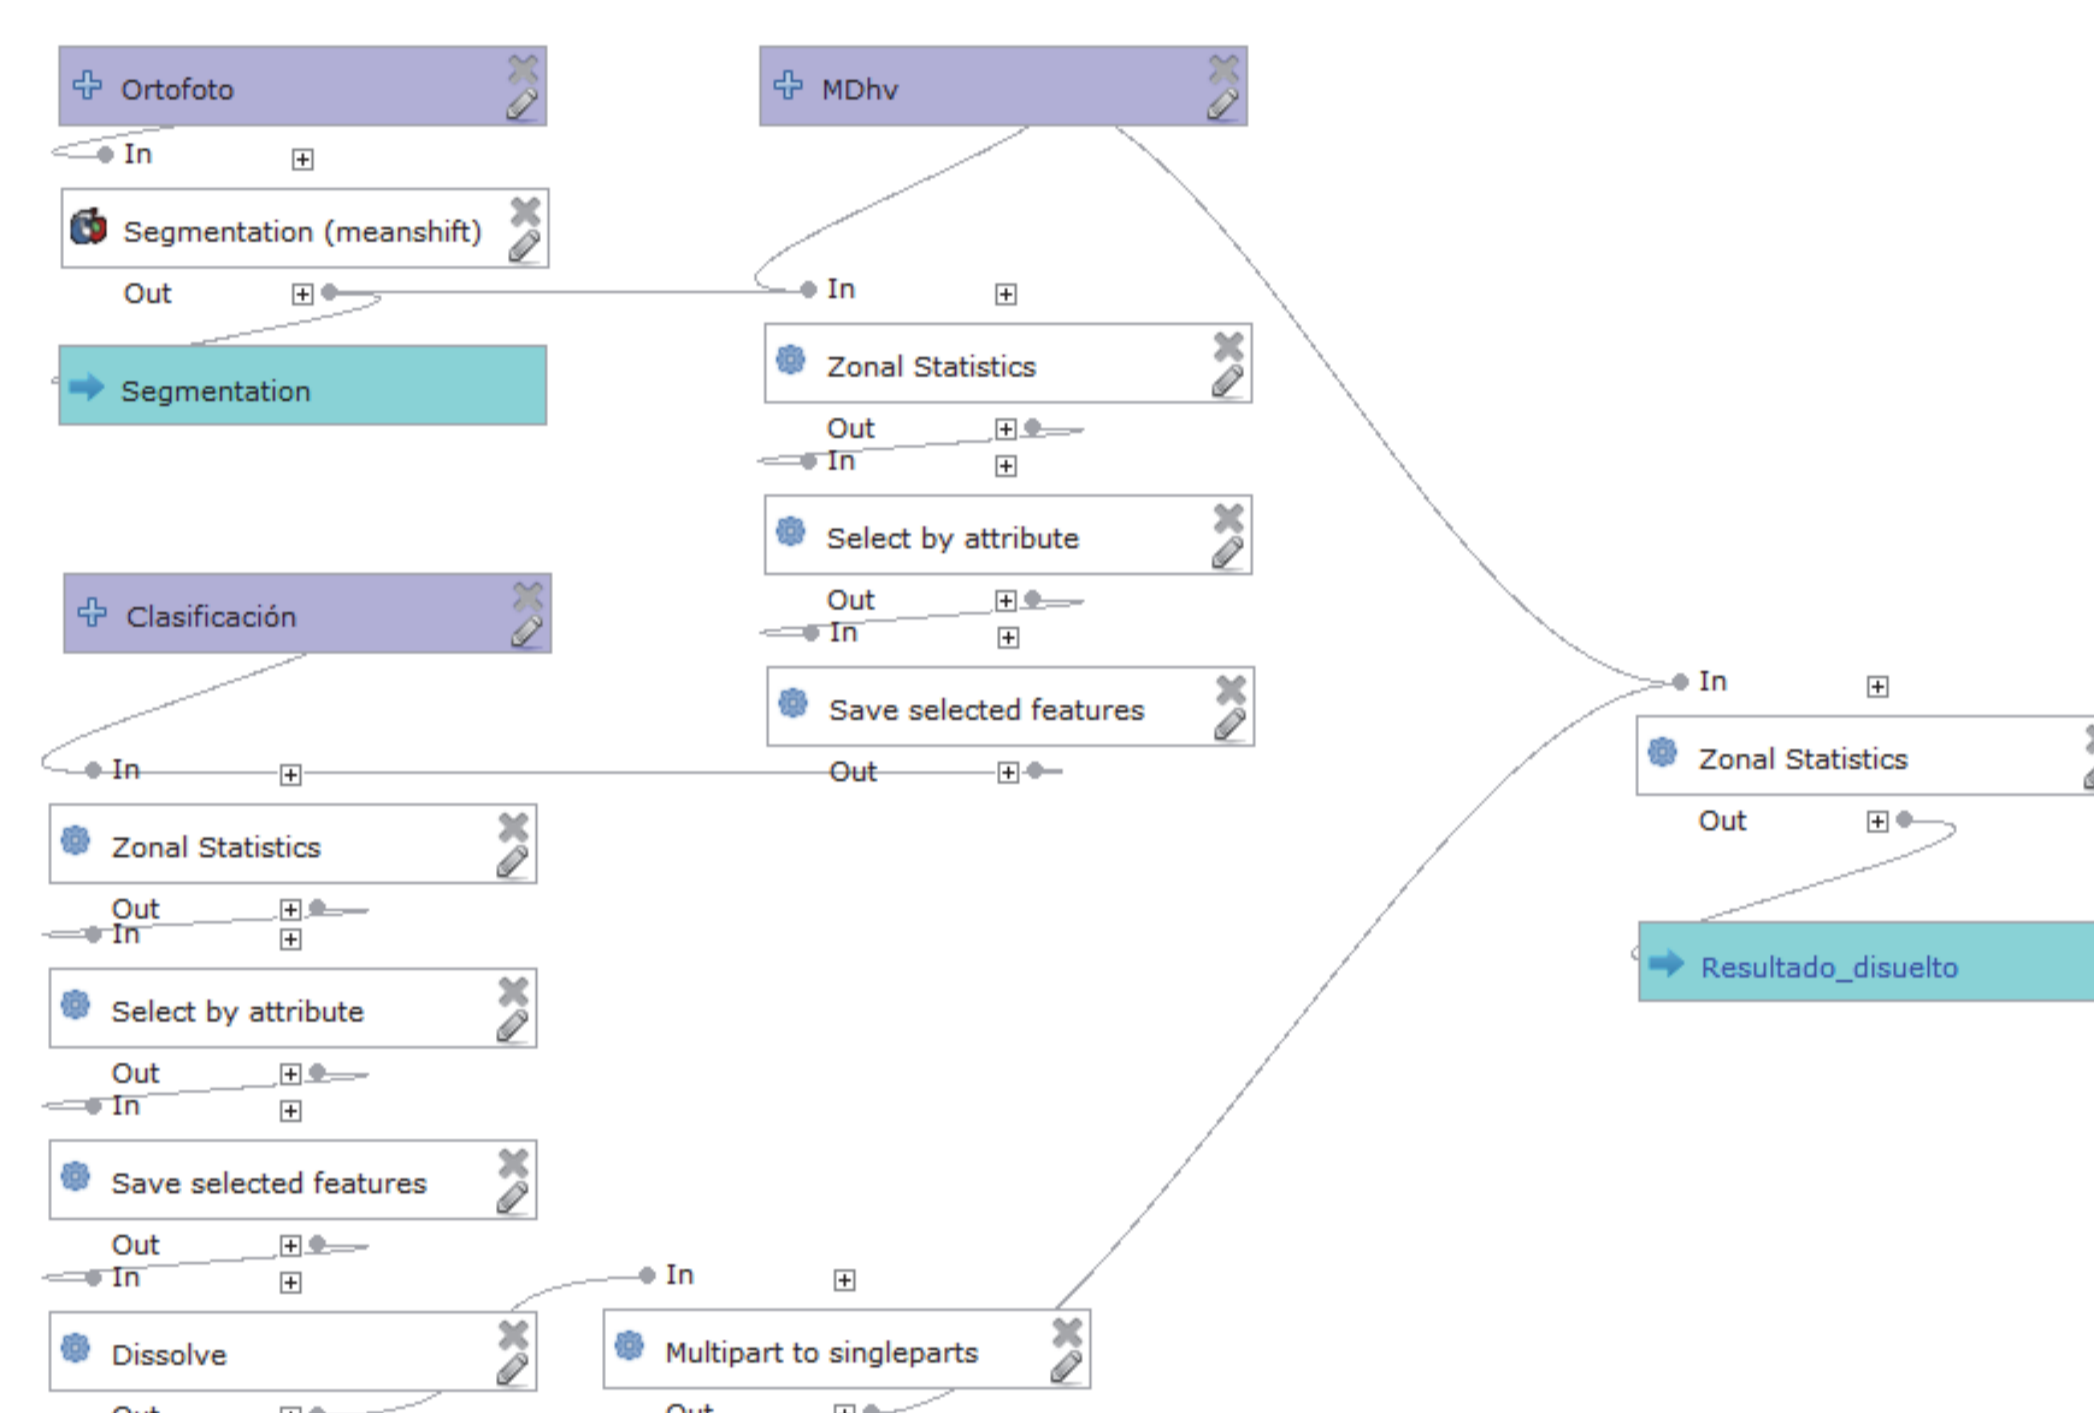 Ortofoto
In
Segmentation (meanshift)
Out
Segmentation
MDhv
In
Zonal Statistics
Out
In
Select by attribute
Out
In
Save selected features
Out
Clasificación
In
Zonal Statistics
Out
In
Select by attribute
Out
In
Save selected features
Out
In
Dissolve
Out
In
Multipart to singleparts
Out
In
Zonal Statistics
Out
Resultado_disuelto